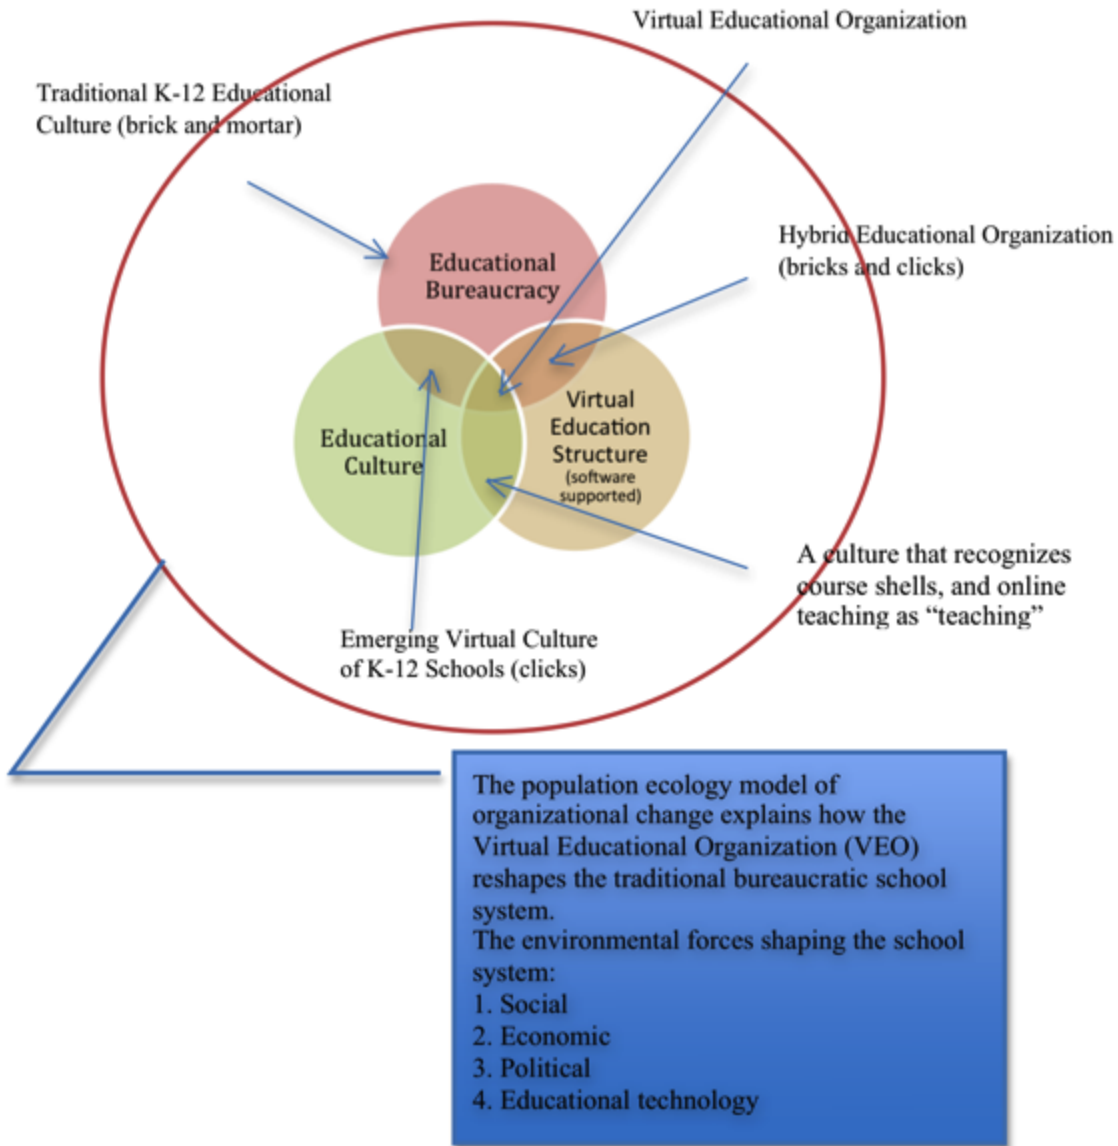 Virtual Educational Organization
Traditional K-12 Educational
Culture (brick and mortar)
Hybrid Educational Organization
(bricks and clicks)
Educational
Bureaucracy
Virtual
Education
Structure
(software
supported)
Educational
Culture
A culture that recognizes
course shells, and online
teaching as “teaching”
Emerging Virtual Culture
of K-12 Schools (clicks)
The population ecology model of
organizational change explains how the
Virtual Educational Organization (VEO)
reshapes the traditional bureaucratic school
system.
The environmental forces shaping the school
system:
1. Social
2. Economic
3. Political
4. Educational technology